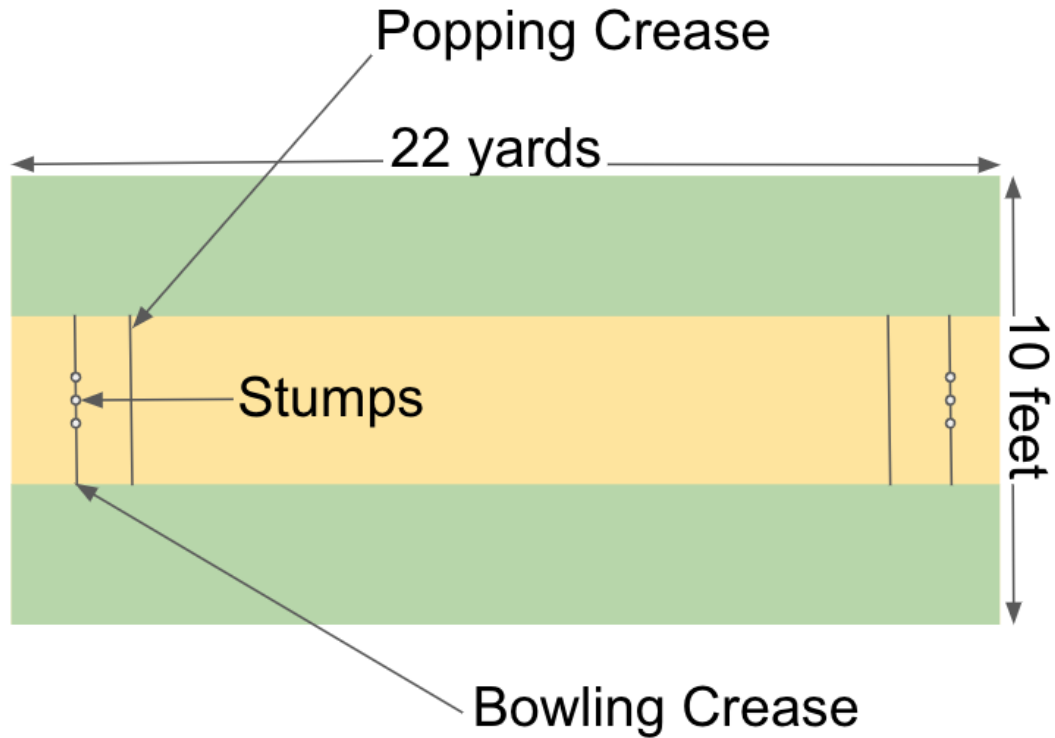 Popping Crease
22 yards
10 feet
Stumps
Bowling Crease